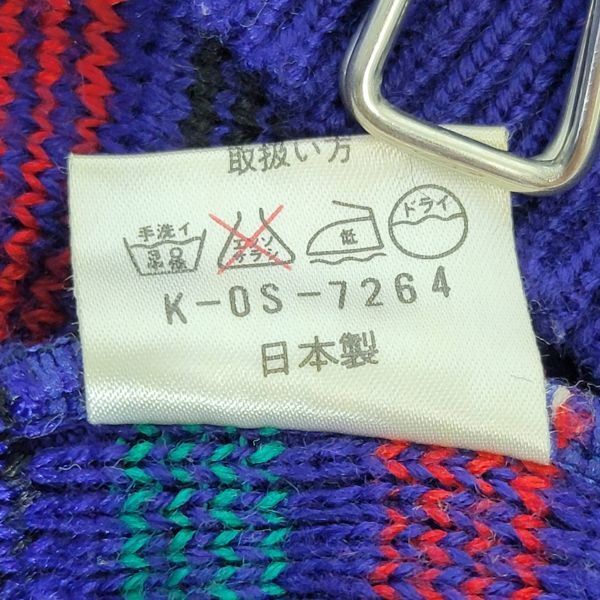 取扱い方
手洗イ エンソ 低 ドライ
30 サラシ
K-0S-7264
日本製